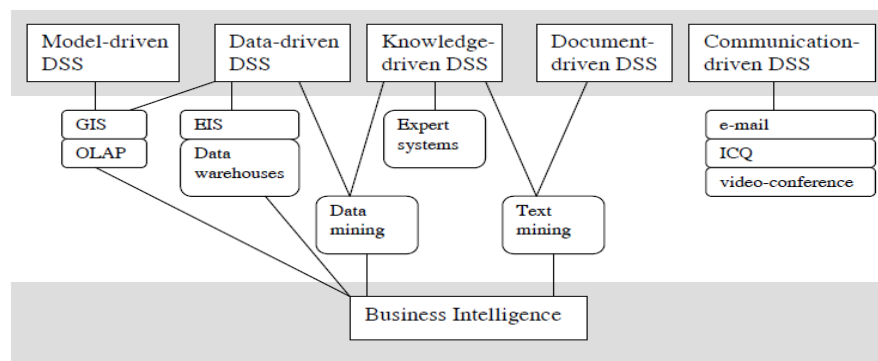 Model-driven
DSS
Data-driven
DSS
Knowledge-
driven DSS
Document-
driven DSS
Communication-
driven DSS
GIS
OLAP
EIS
Data
warehouses
Expert
systems
e-mail
ICQ
video-conference
Data
mining
Text
mining
Business Intelligence